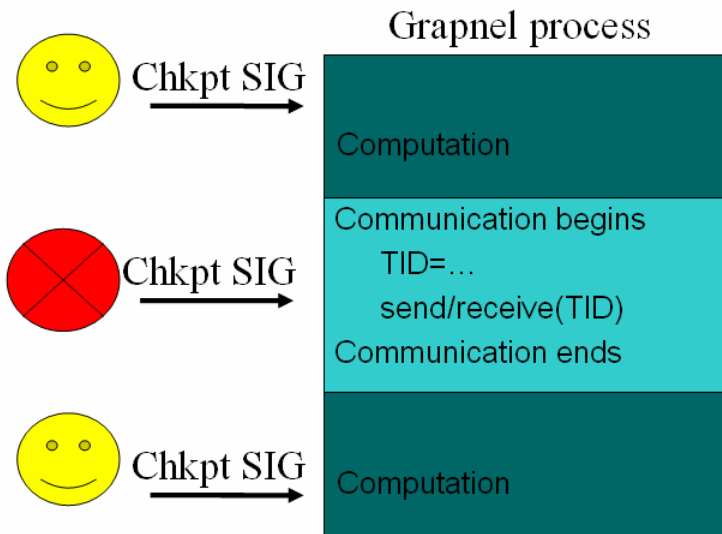 Grapnel process
Chkpt SIG
Computation
Communication begins
TID=…
Chkpt SIG
send/receive(TID)
Communication ends
Chkpt SIG
Computation